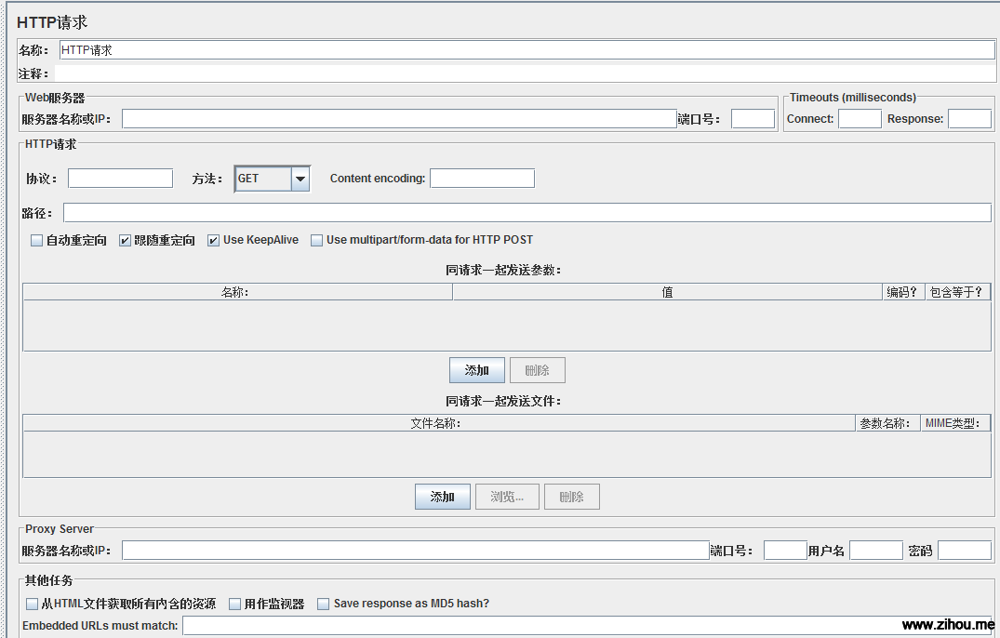 HTTP请求
名称： HTTP请求
注释：
Web服务器 Timeouts (milliseconds)
服务器名称或IP： 端口号： Connect: Response:
HTTP请求
协议： 方法： GET Content encoding:
路径：
自动重定向 跟随重定向 Use KeepAlive Use multipart/form-data for HTTP POST
同请求一起发送参数：
名称： 值 编码？ 包含等于？
添加 删除
同请求一起发送文件：
文件名称： 参数名称： MIME类型：
添加 浏览... 删除
Proxy Server
服务器名称或IP： 端口号： 用户名 密码
其他任务
从HTML文件获取所有内含的资源 用作监视器 Save response as MD5 hash?
Embedded URLs must match: www.zihou.me